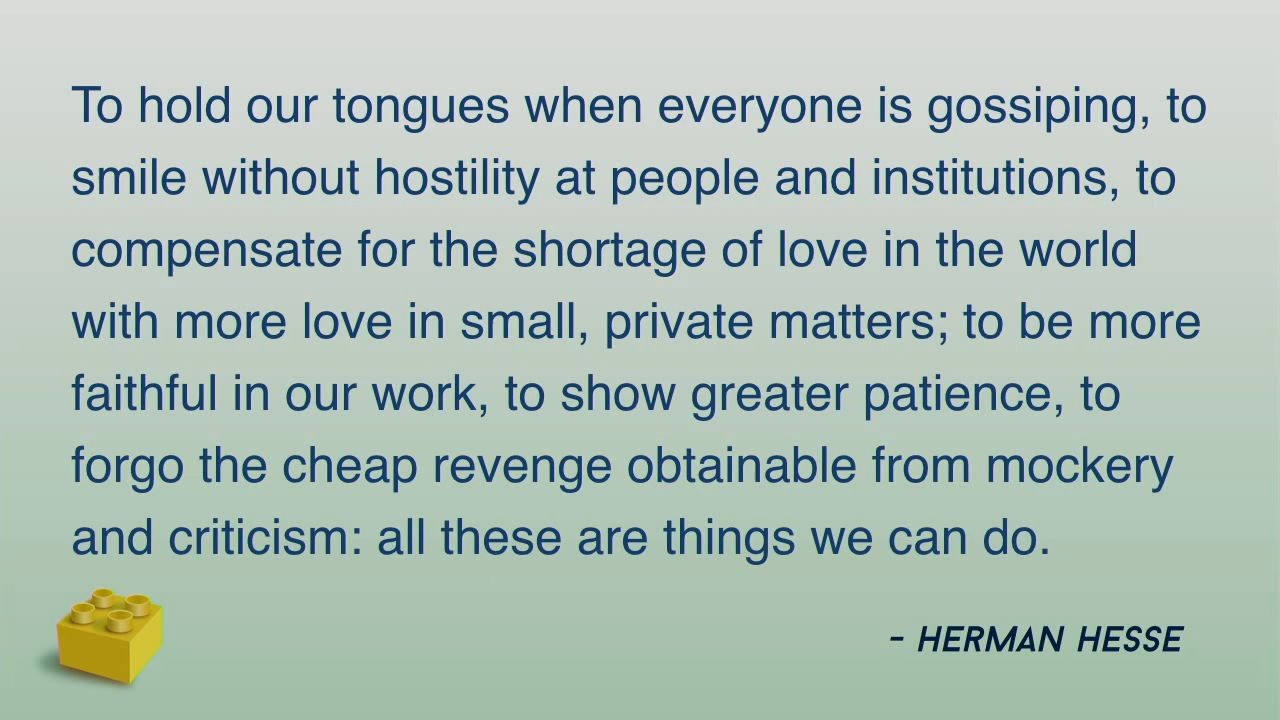 To hold our tongues when everyone is gossiping, to
smile without hostility at people and institutions, to
compensate for the shortage of love in the world
with more love in small, private matters; to be more
faithful in our work, to show greater patience, to
forgo the cheap revenge obtainable from mockery
and criticism: all these are things we can do.
- HERMAN HESSE